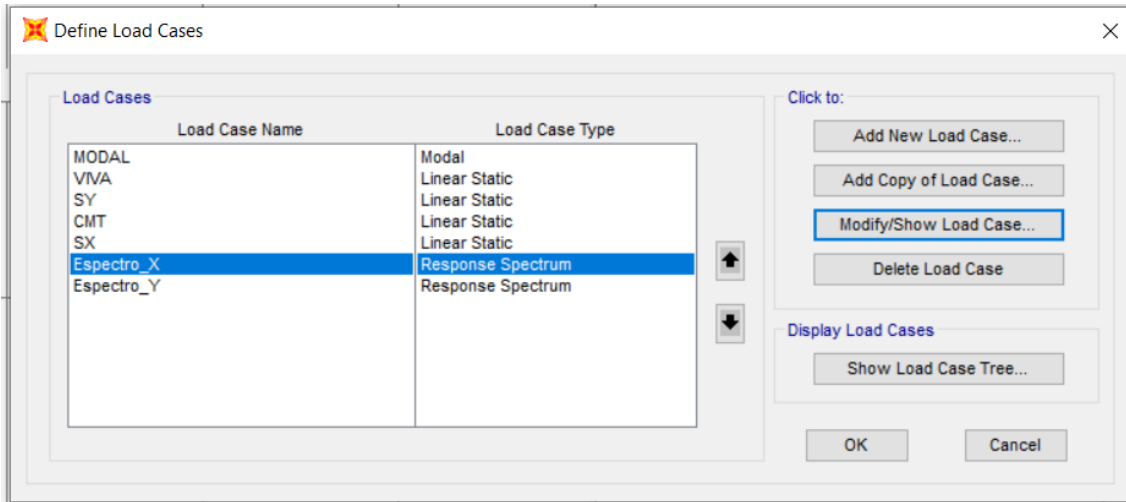 Define Load Cases
Load Cases
Click to:
Load Case Name Load Case Type
MODAL Modal
VIVA Linear Static
SY Linear Static
CMT Linear Static
SX Linear Static
Espectro_X Response Spectrum
Espectro_Y Response Spectrum
Add New Load Case...
Add Copy of Load Case...
Modify/Show Load Case...
Delete Load Case
Display Load Cases
Show Load Case Tree...
OK Cancel